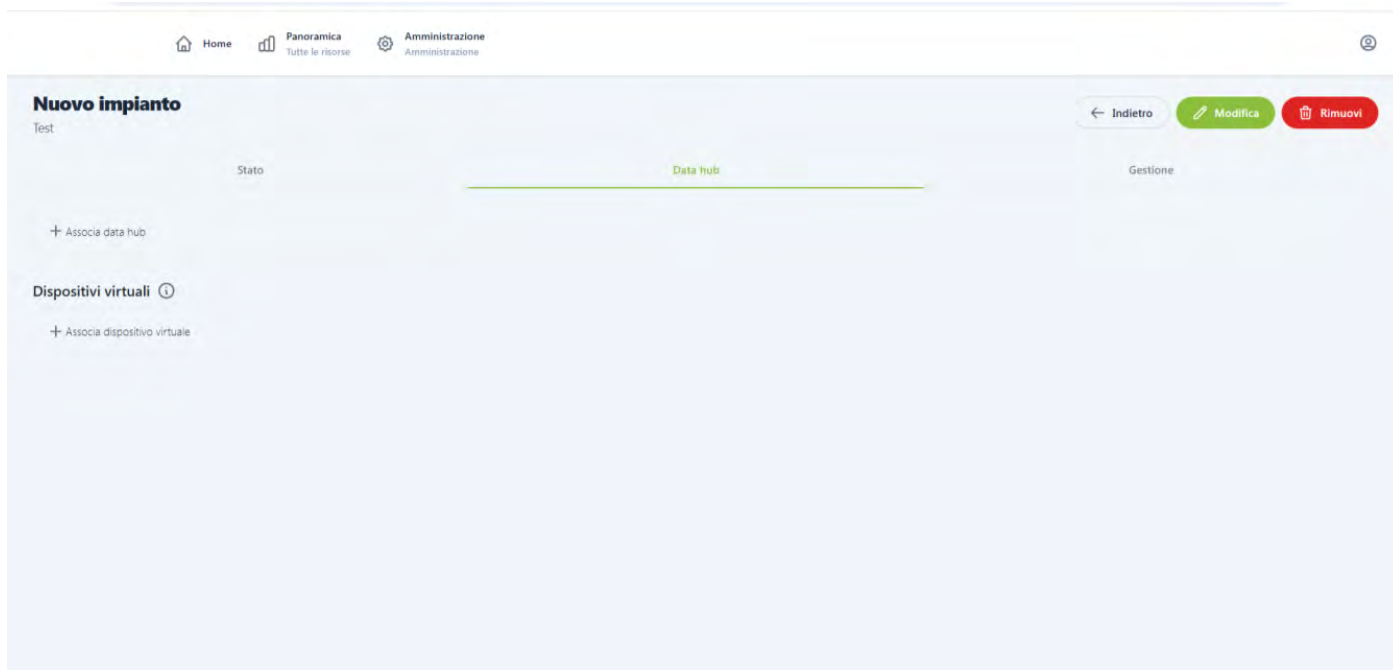 Home
Panoramica
Tutte le risorse
Amministrazione
Amministrazione
Nuovo impianto
Test
Indietro
Modifica
Rimuovi
Stato
Data hub
Gestione
+ Associa data hub
Dispositivi virtuali
+ Associa dispositivo virtuale